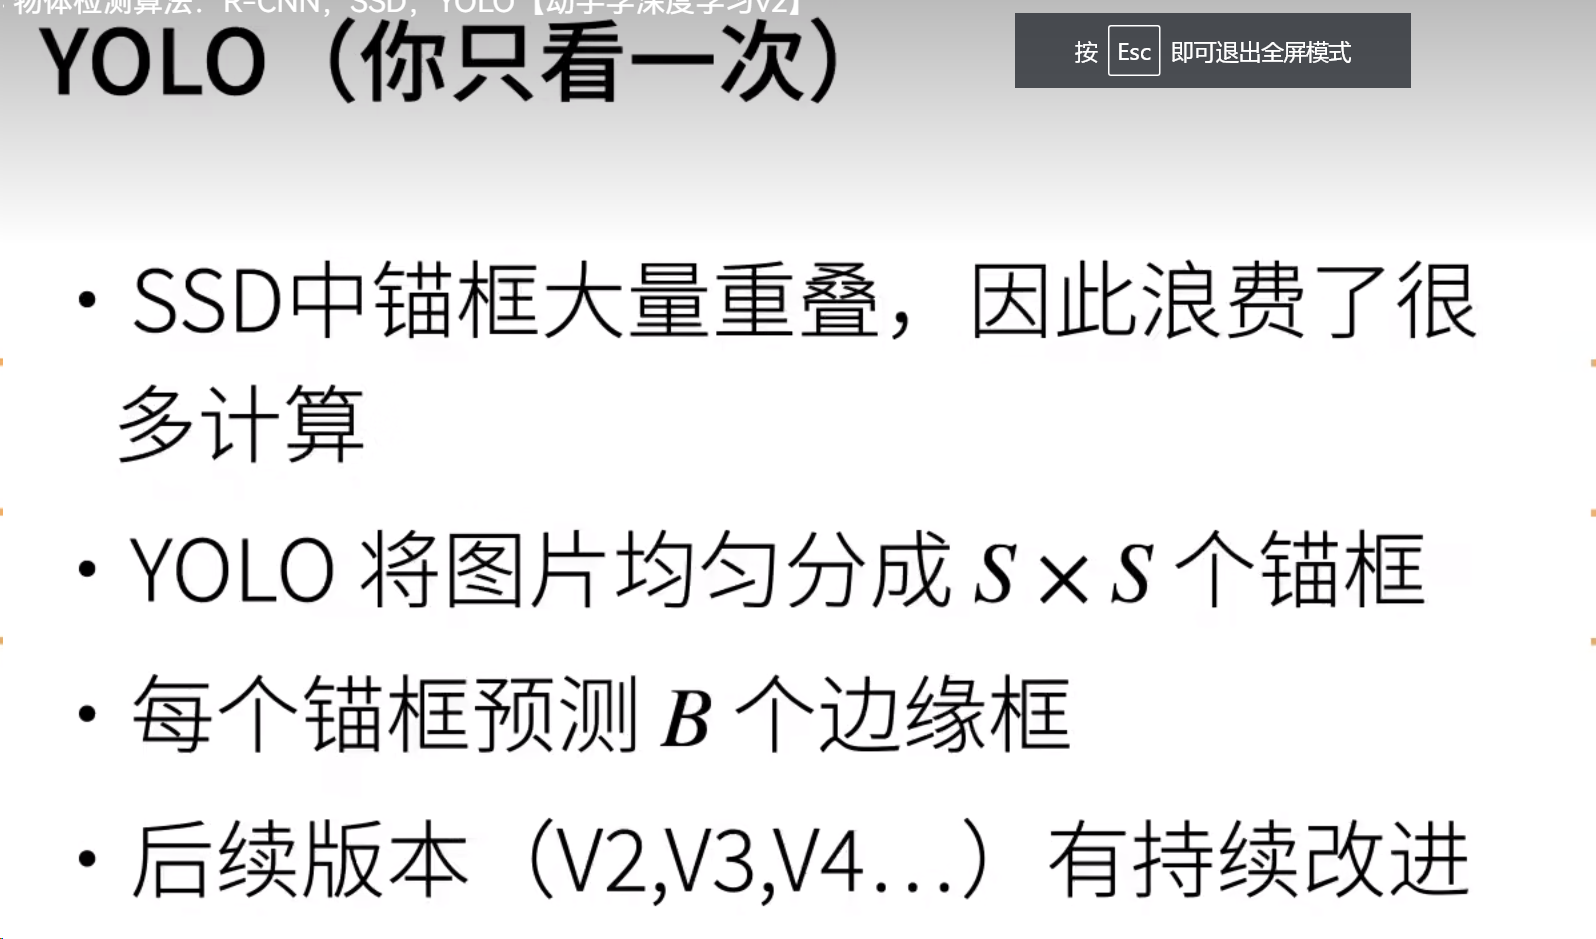 物体检测算法：R-CNN，SSD，YOLO【动手学深度学习v2】
YOLO（你只看一次）
按 Esc 即可退出全屏模式
• SSD中锚框大量重叠，因此浪费了很
多计算
• YOLO 将图片均匀分成 S × S 个锚框
• 每个锚框预测 B 个边缘框
• 后续版本（V2,V3,V4…）有持续改进